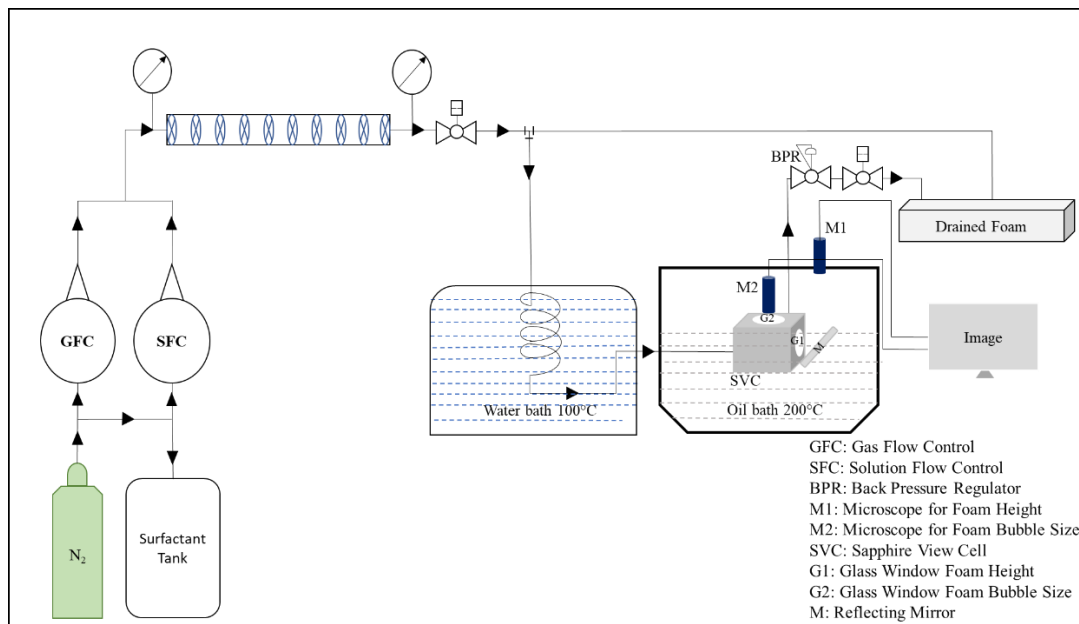 BPR
M1
Drained Foam
M2
G2
GFC
SFC
G1
M
Image
SVC
Water bath 100°C
Oil bath 200°C
N₂
Surfactant
Tank
GFC: Gas Flow Control
SFC: Solution Flow Control
BPR: Back Pressure Regulator
M1: Microscope for Foam Height
M2: Microscope for Foam Bubble Size
SVC: Sapphire View Cell
G1: Glass Window Foam Height
G2: Glass Window Foam Bubble Size
M: Reflecting Mirror